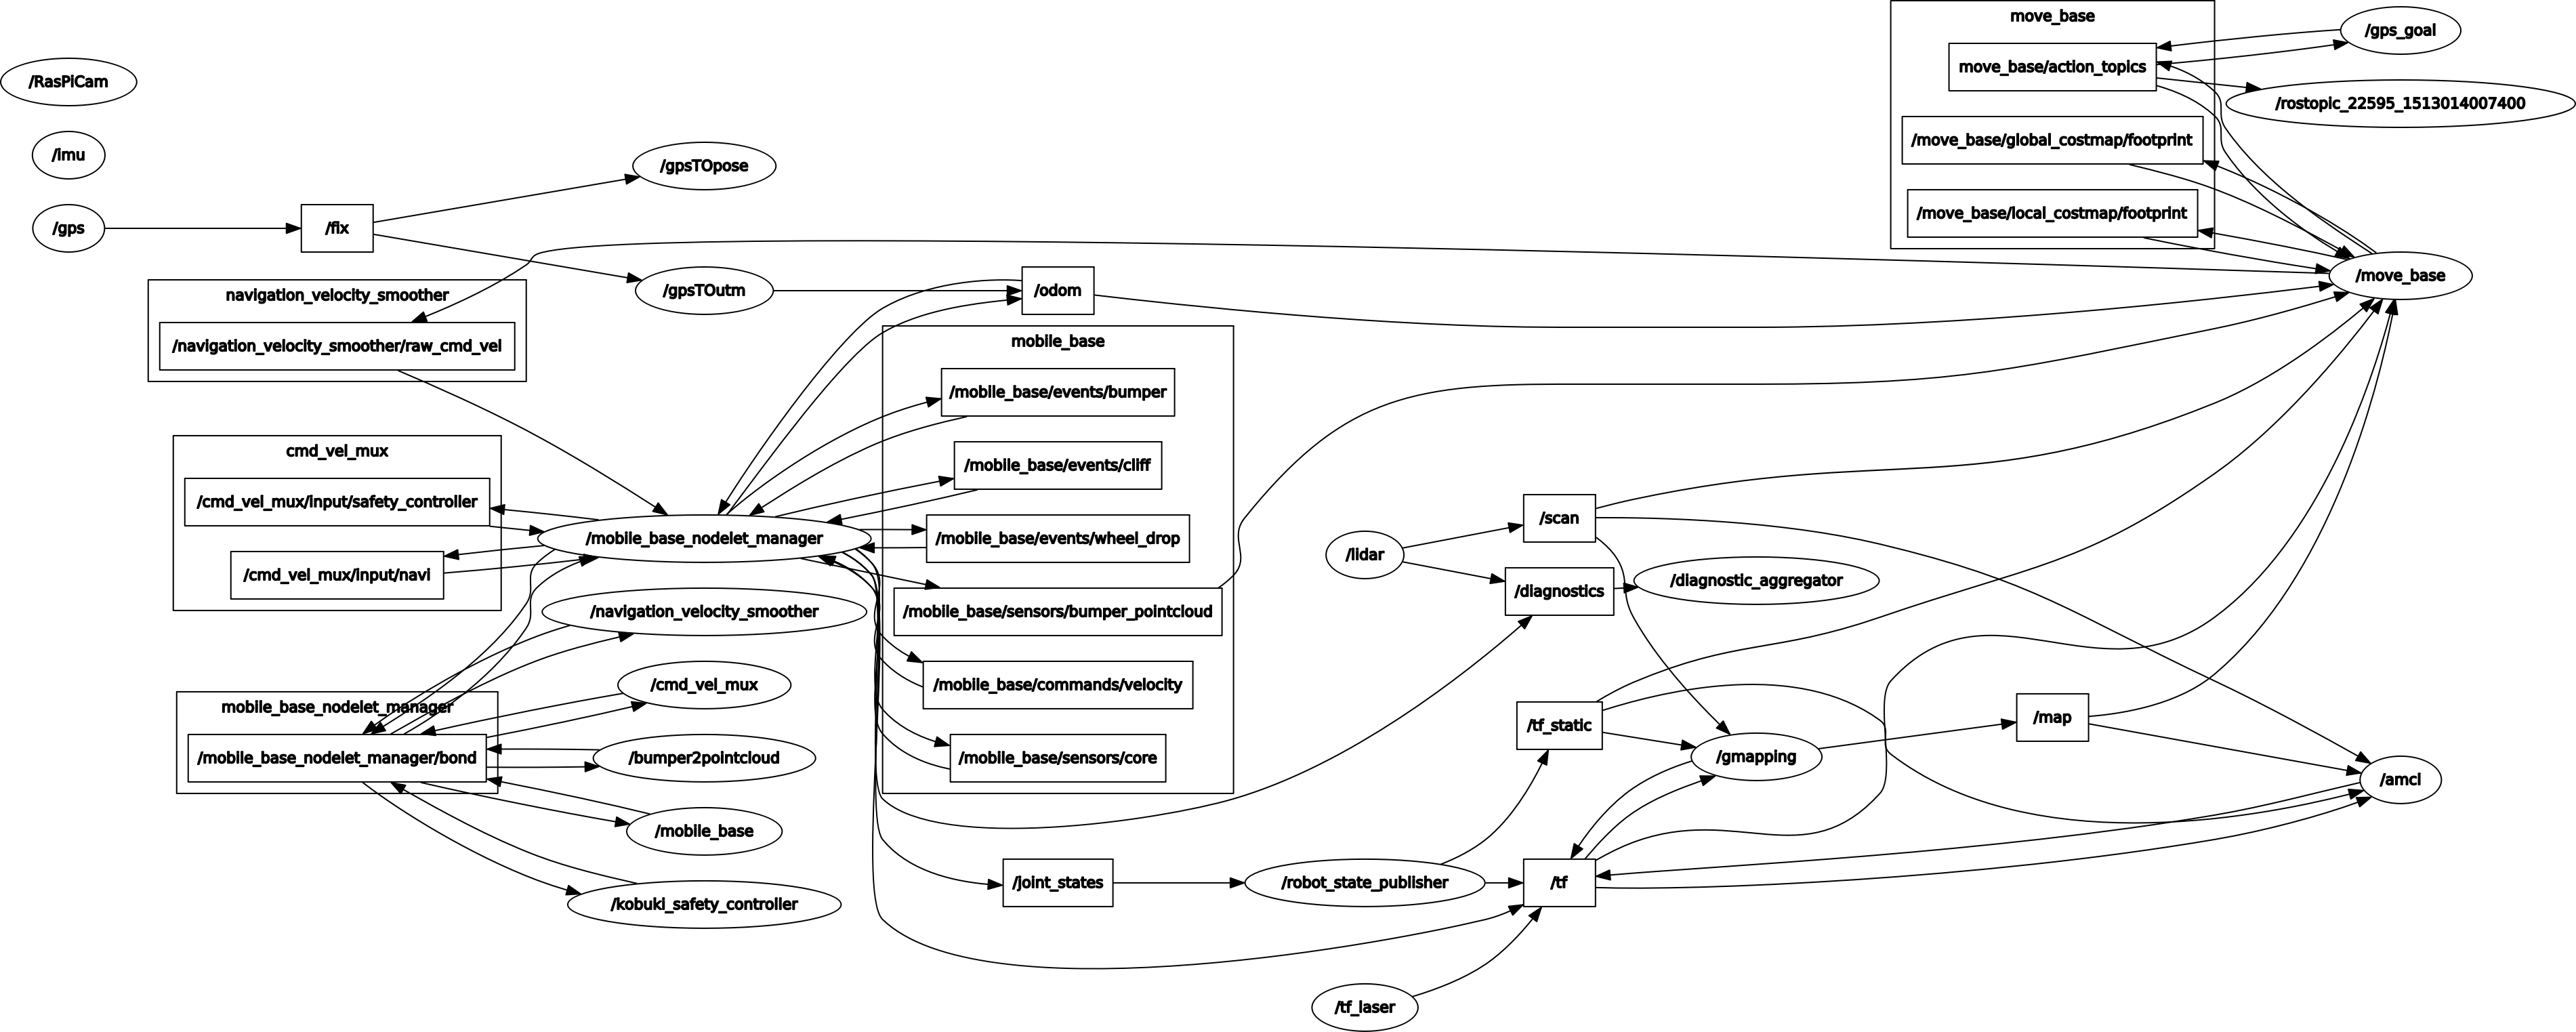 move_base
/gps_goal
move_base/action_topics
/RasPiCam
/rostopic_22595_1513014007400
/move_base/global_costmap/footprint
/imu
/gpsTOpose
/move_base/local_costmap/footprint
/gps
/fix
/move_base
/gpsTOutm
/odom
navigation_velocity_smoother
/navigation_velocity_smoother/raw_cmd_vel
mobile_base
/mobile_base/events/bumper
cmd_vel_mux
/mobile_base/events/cliff
/cmd_vel_mux/input/safety_controller
/scan
/mobile_base_nodelet_manager
/mobile_base/events/wheel_drop
/lidar
/cmd_vel_mux/input/navi
/diagnostic_aggregator
/diagnostics
/navigation_velocity_smoother
/mobile_base/sensors/bumper_pointcloud
/cmd_vel_mux
/mobile_base/commands/velocity
mobile_base_nodelet_manager
/map
/tf_static
/mobile_base_nodelet_manager/bond
/bumper2pointcloud
/mobile_base/sensors/core
/gmapping
/amcl
/mobile_base
/joint_states
/robot_state_publisher
/tf
/kobuki_safety_controller
/tf_laser